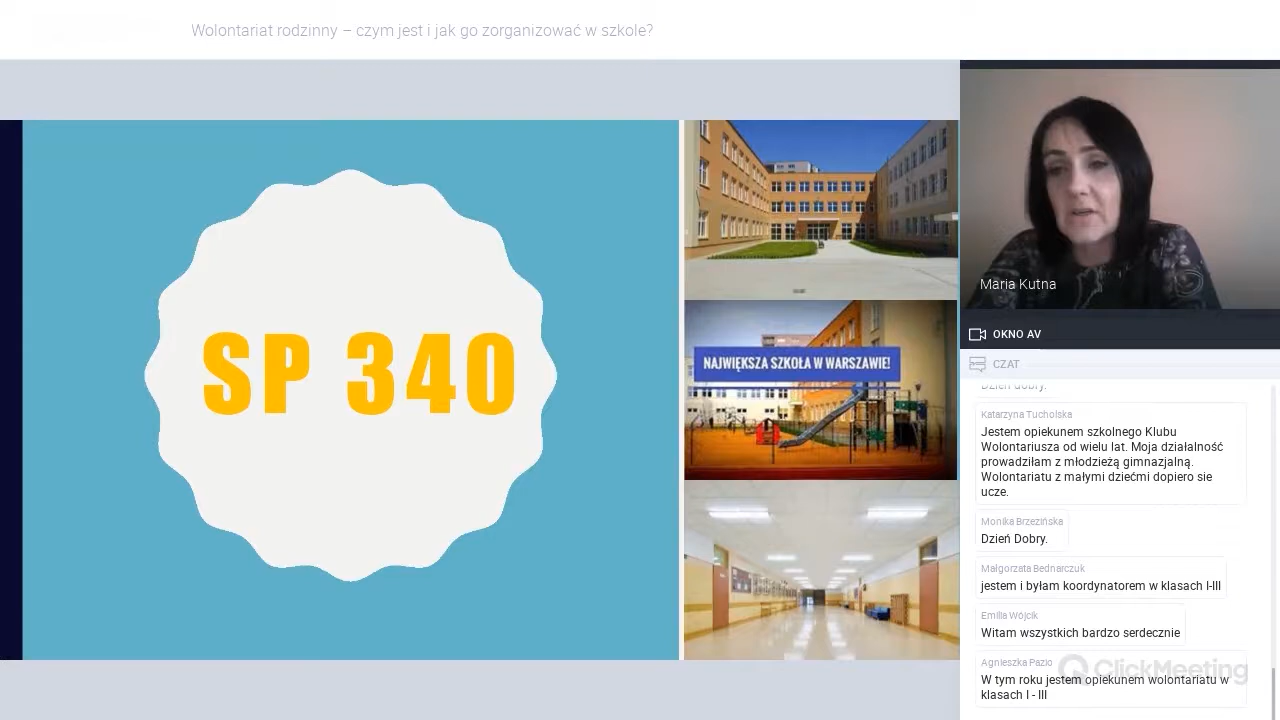 Wolontariat rodzinny – czym jest i jak go zorganizować w szkole?
SP 340
NAJWIĘKSZA SZKOŁA W WARSZAWIE!
Maria Kutna
OKNO AV
CZAT
Dzień dobry.
Katarzyna Tucholska
Jestem opiekunem szkolnego Klubu
Wolontariusza od wielu lat. Moja działalność
prowadziłam z młodzieżą gimnazjalną.
Wolontariatu z małymi dziećmi dopiero sie
ucze.
Monika Brzezińska
Dzień Dobry.
Małgorzata Bednarczuk
jestem i byłam koordynatorem w klasach I-III
Emilia Wójcik
Witam wszystkich bardzo serdecznie
Agnieszka Pazio
ClickMeeting
W tym roku jestem opiekunem wolontariatu w
klasach I - III